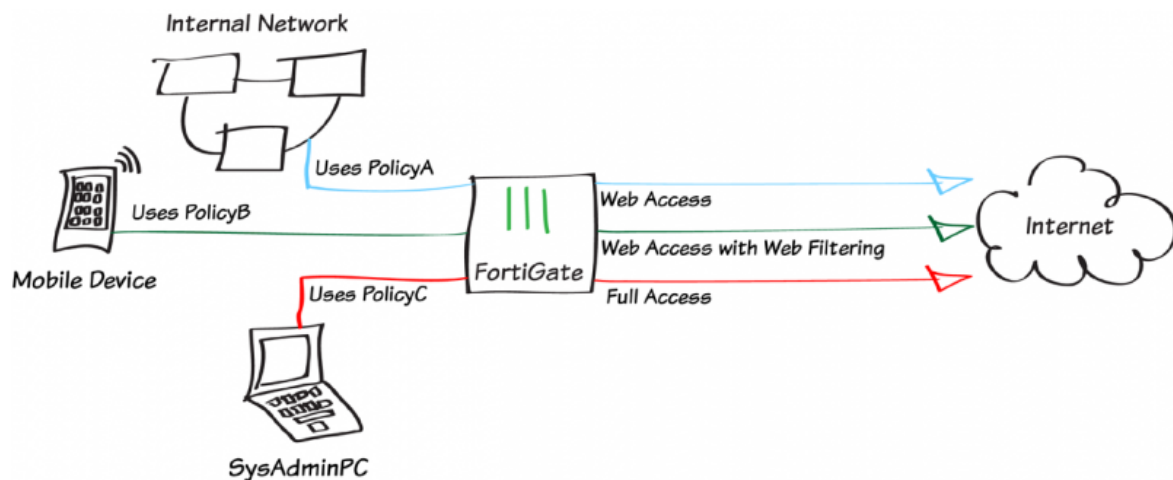 Internal Network
Uses PolicyA
Web Access
Uses PolicyB
Internet
Web Access with Web Filtering
Mobile Device
FortiGate
Uses PolicyC
Full Access
SysAdminPC